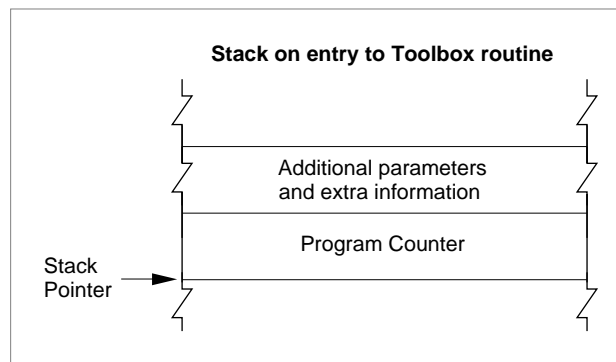 Stack on entry to Toolbox routine
Additional parameters
and extra information
Program Counter
Stack
Pointer